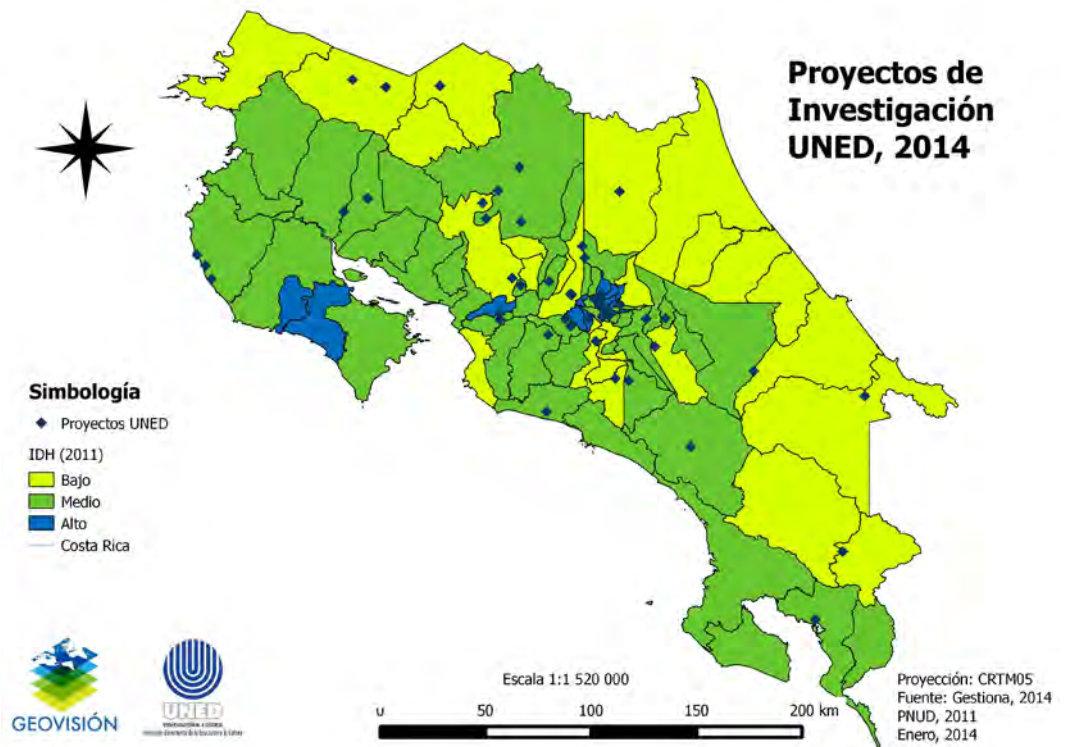 Proyectos de
Investigación
UNED, 2014
Simbología
Proyectos UNED
IDH (2011)
Bajo
Medio
Alto
Costa Rica
GEOVISIÓN
UNED
Escala 1:1 520 000
0 50 100 150 200 km
Proyección: CRTM05
Fuente: Gestiona, 2014
PNUD, 2011
Enero, 2014